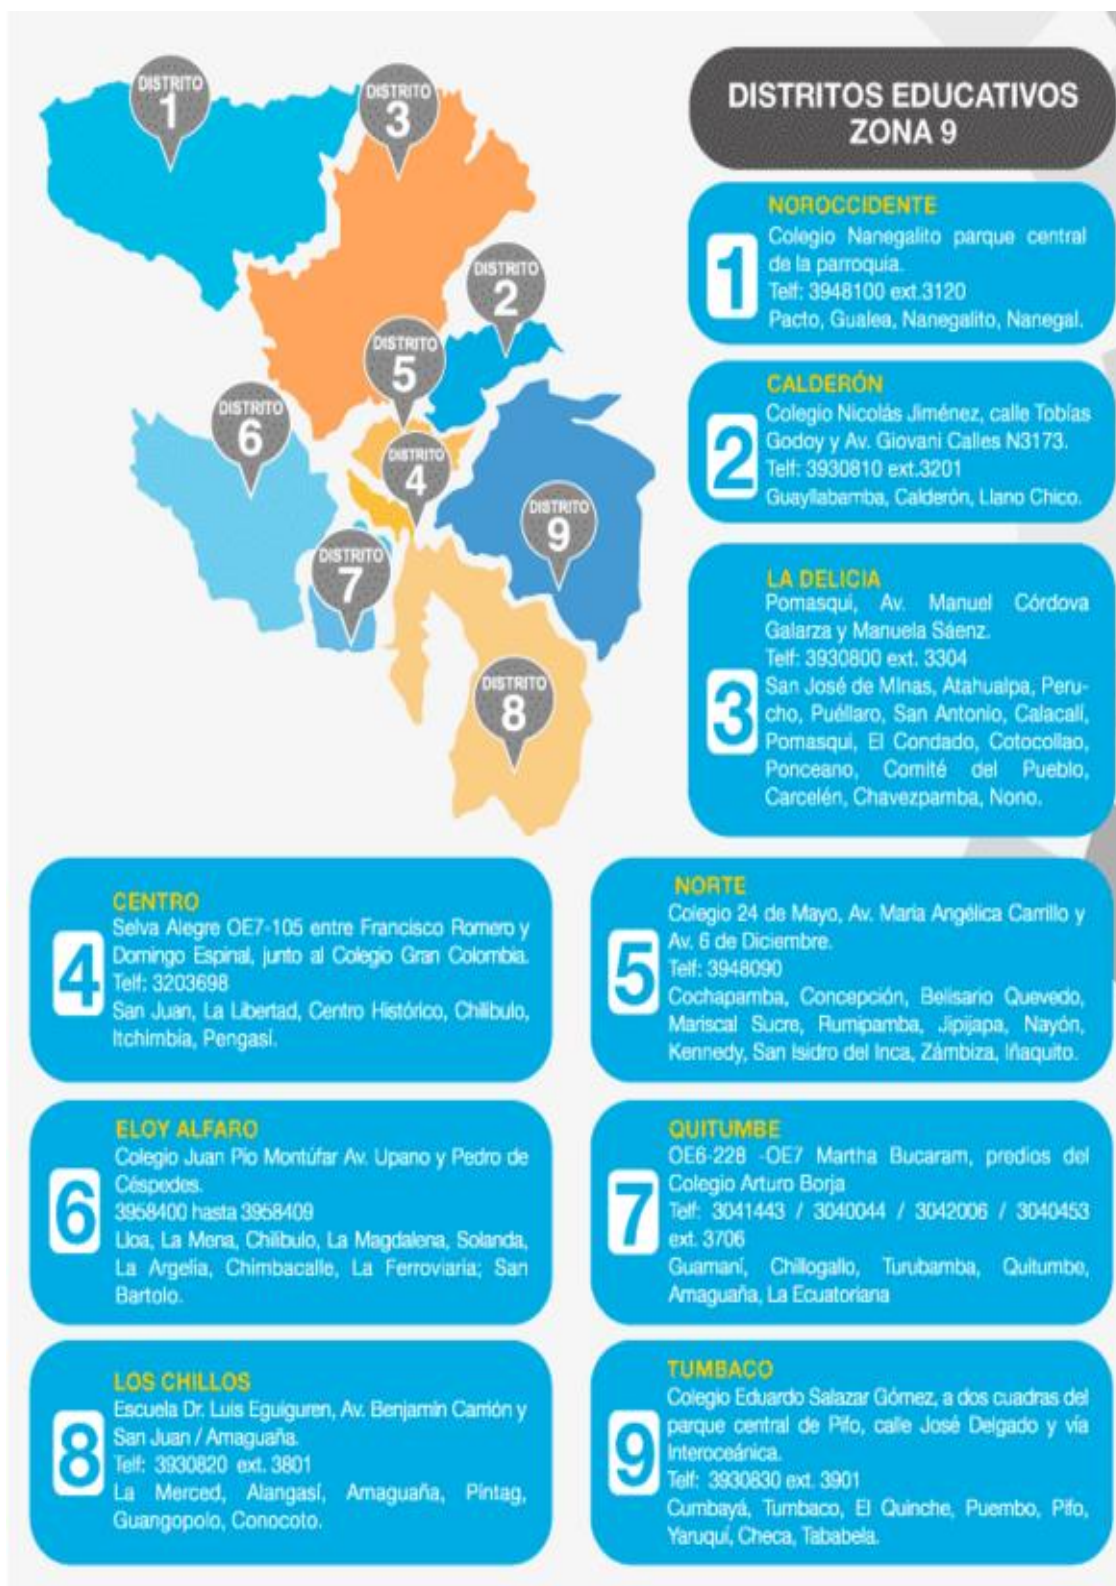 DISTRITO
1
DISTRITO
3
DISTRITO
2
DISTRITO
5
DISTRITO
6
DISTRITO
4
DISTRITO
9
DISTRITO
7
DISTRITO
8
DISTRITOS EDUCATIVOS
ZONA 9
1
NOROCCIDENTE
Colegio Nanegalito parque central
de la parroquia.
Telf: 3948100 ext.3120
Pacto, Gualea, Nanegalito, Nanegal.
2
CALDERÓN
Colegio Nicolás Jiménez, calle Tobías
Godoy y Av. Giovani Calles N3173.
Telf: 3930810 ext.3201
Guayllabamba, Calderón, Llano Chico.
3
LA DELICIA
Pomasqui, Av. Manuel Córdova
Galarza y Manuela Sáenz.
Telf: 3930800 ext. 3304
San José de MInas, Atahualpa, Peru-
cho, Puéllaro, San Antonio, Calacalí,
Pomasqui, El Condado, Cotocollao,
Ponceano, Comité del Pueblo,
Carcelén, Chavezpamba, Nono.
4
CENTRO
Selva Alegre OE7-105 entre Francisco Romero y
Domingo Espinal, junto al Colegio Gran Colombia.
Telf: 3203698
San Juan, La Libertad, Centro Histórico, Chilibulo,
Itchimbía, Pengasí.
5
NORTE
Colegio 24 de Mayo, Av. María Angélica Carrillo y
Av. 6 de Diciembre.
Telf: 3948090
Cochapamba, Concepción, Belisario Quevedo,
Mariscal Sucre, Rumipamba, Jipijapa, Nayón,
Kennedy, San Isidro del Inca, Zámbiza, Iñaquito.
6
ELOY ALFARO
Colegio Juan Pío Montúfar Av. Upano y Pedro de
Céspedes.
3958400 hasta 3958409
Lloa, La Mena, Chilibulo, La Magdalena, Solanda,
La Argelia, Chimbacalle, La Ferroviaria; San
Bartolo.
7
QUITUMBE
OE6-228 -OE7 Martha Bucaram, predios del
Colegio Arturo Borja
Telf: 3041443 / 3040044 / 3042006 / 3040453
ext. 3706
Guamaní, Chillogallo, Turubamba, Quitumbe,
Amaguaña, La Ecuatoriana
8
LOS CHILLOS
Escuela Dr. Luis Eguiguren, Av. Benjamín Carrión y
San Juan / Amaguaña.
Telf: 3930820 ext. 3801
La Merced, Alangasí, Amaguaña, Píntag,
Guangopolo, Conocoto.
9
TUMBACO
Colegio Eduardo Salazar Gómez, a dos cuadras del
parque central de Pifo, calle José Delgado y vía
Interoceánica.
Telf: 3930830 ext. 3901
Cumbayá, Tumbaco, El Quinche, Puembo, Pifo,
Yaruquí, Checa, Tababela.